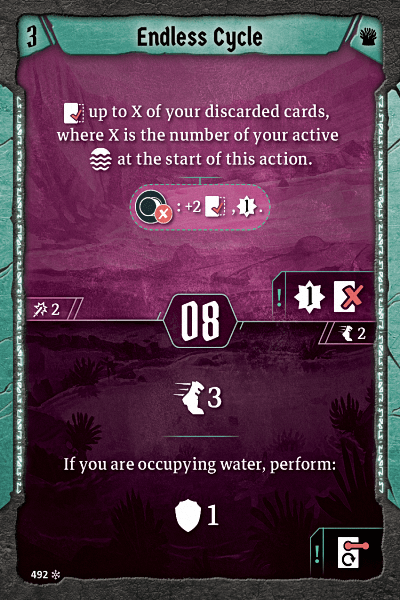 3
Endless Cycle
up to X of your discarded cards,
where X is the number of your active
at the start of this action.
: +2 , 1 .
! 1
2
08
2
3
If you are occupying water, perform:
1
!
492